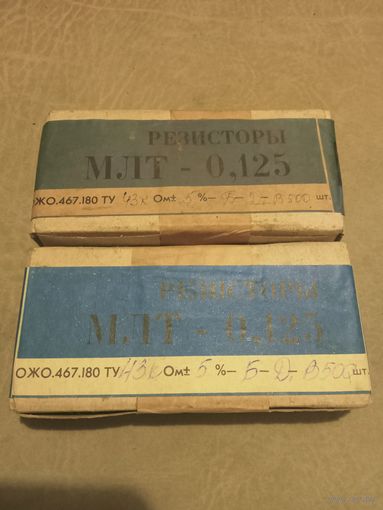 РЕЗИСТОРЫ
МЛТ - 0,125
ОЖО.467.180 ТУ 43к Ом± 5 %- Б- Д- В 500 шт.
РЕЗИСТОРЫ
МЛТ - 0,125
ОЖО.467.180 ТУ 43к Ом± 5 %- Б- Д- В 500 шт.